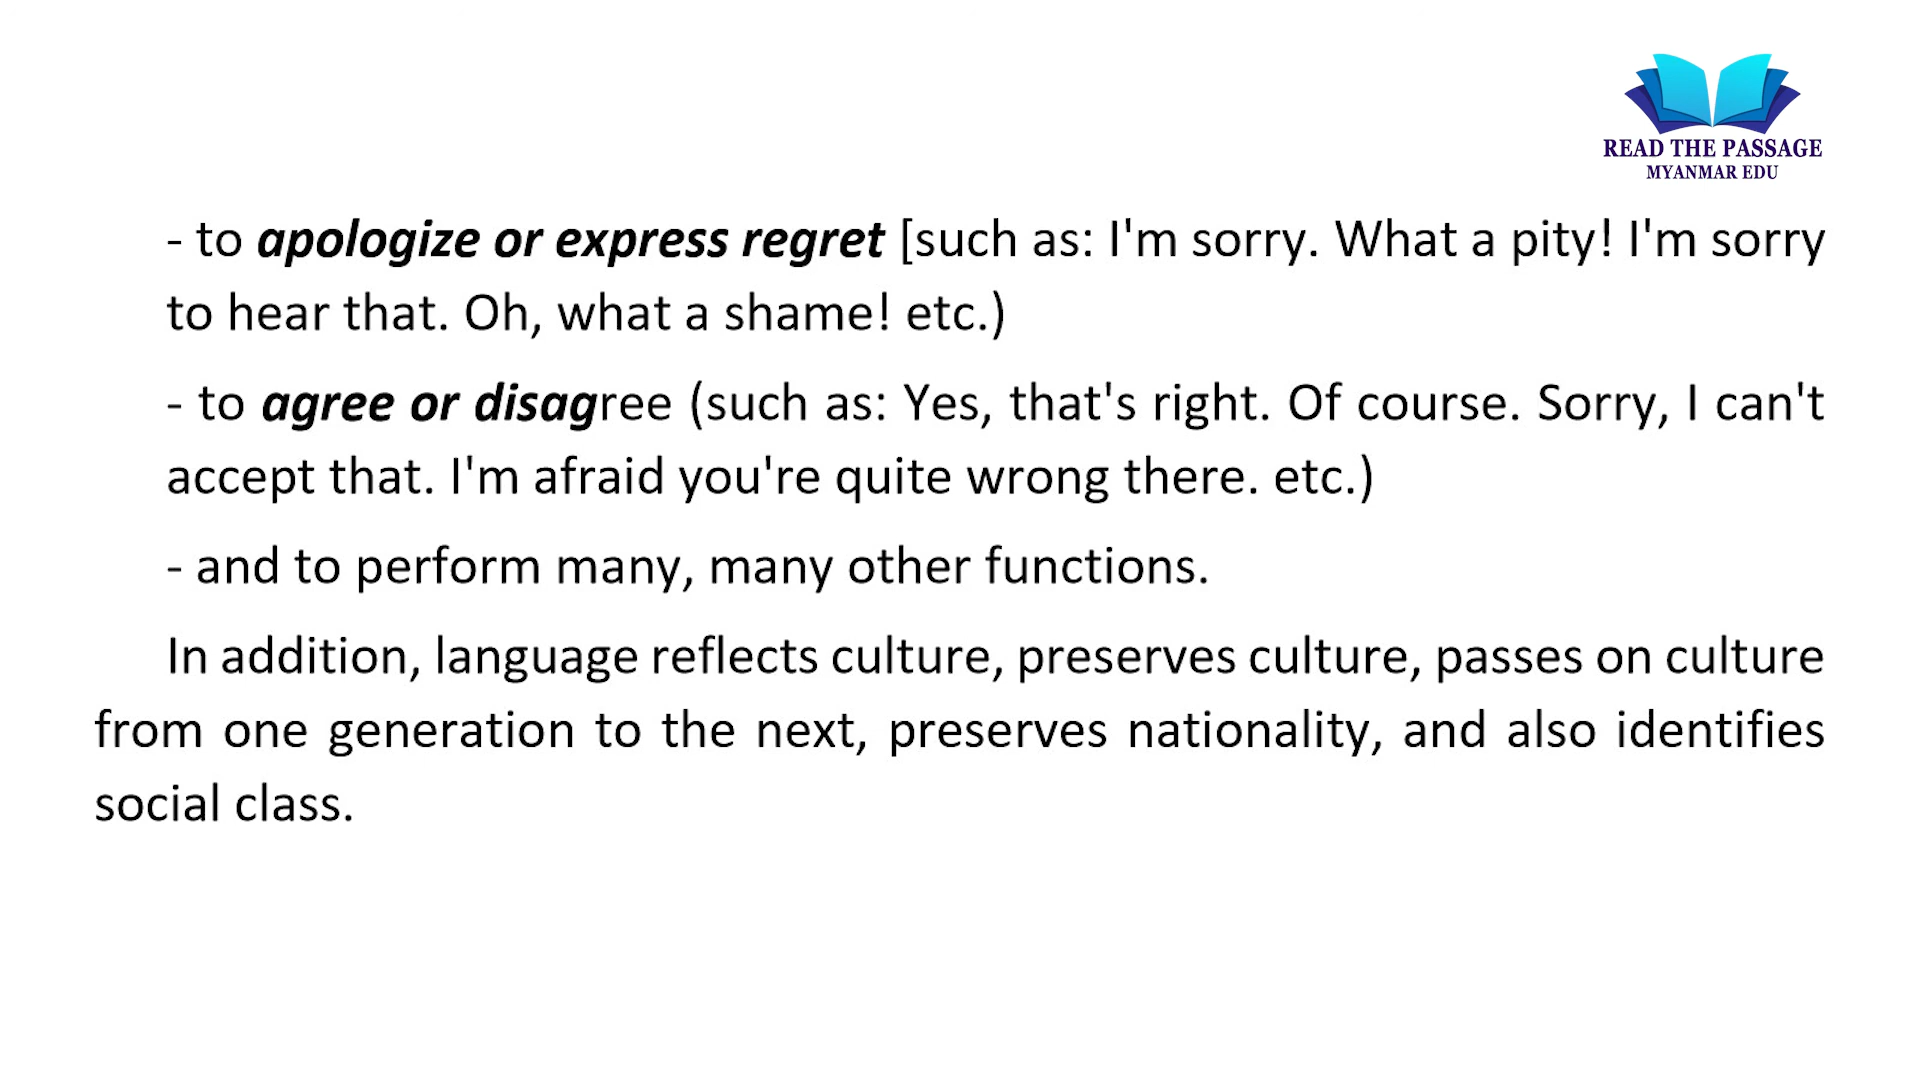 READ THE PASSAGE
MYANMAR EDU
- to apologize or express regret [such as: I'm sorry. What a pity! I'm sorry
to hear that. Oh, what a shame! etc.)
- to agree or disagree (such as: Yes, that's right. Of course. Sorry, I can't
accept that. I'm afraid you're quite wrong there. etc.)
- and to perform many, many other functions.
In addition, language reflects culture, preserves culture, passes on culture
from one generation to the next, preserves nationality, and also identifies
social class.